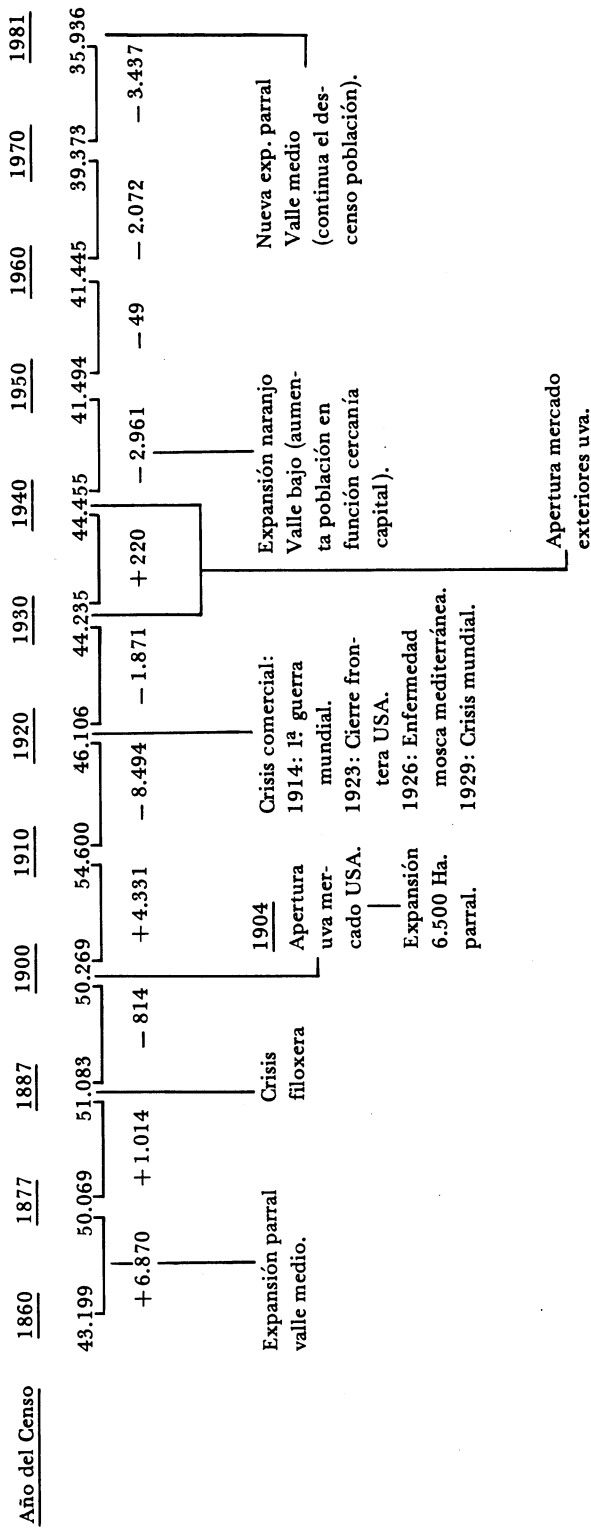 Año del Censo 1860 1877 1887 1900 1910 1920 1930 1940 1950 1960 1970 1981
43.199 50.069 51.083 50.269 54.600 46.106 44.235 44.455 41.494 41.445 39.373 35.936
+ 6.870 + 1.014 − 814 + 4.331 − 8.494 − 1.871 + 220 − 2.961 − 49 − 2.072 − 3.437
Expansión parral
valle medio.
Crisis
filoxera
1904
Apertura
uva mer-
cado USA.
Expansión
6.500 Ha.
parral.
Crisis comercial:
1914: 1ª guerra
mundial.
1923: Cierre fron-
tera USA.
1926: Enfermedad
mosca mediterránea.
1929: Crisis mundial.
Expansión naranjo
Valle bajo (aumen-
ta población en
función cercanía
capital).
Apertura mercado
exteriores uva.
Nueva exp. parral
Valle medio
(continua el des-
censo población).